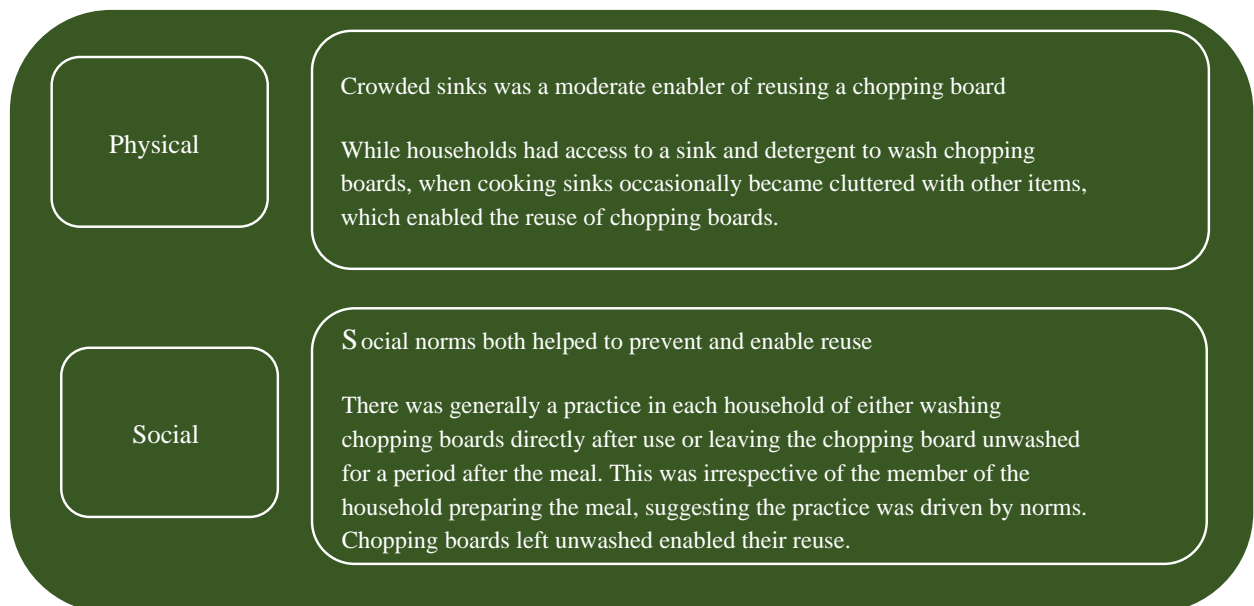 Physical
Crowded sinks was a moderate enabler of reusing a chopping board
While households had access to a sink and detergent to wash chopping
boards, when cooking sinks occasionally became cluttered with other items,
which enabled the reuse of chopping boards.
Social
Social norms both helped to prevent and enable reuse
There was generally a practice in each household of either washing
chopping boards directly after use or leaving the chopping board unwashed
for a period after the meal. This was irrespective of the member of the
household preparing the meal, suggesting the practice was driven by norms.
Chopping boards left unwashed enabled their reuse.